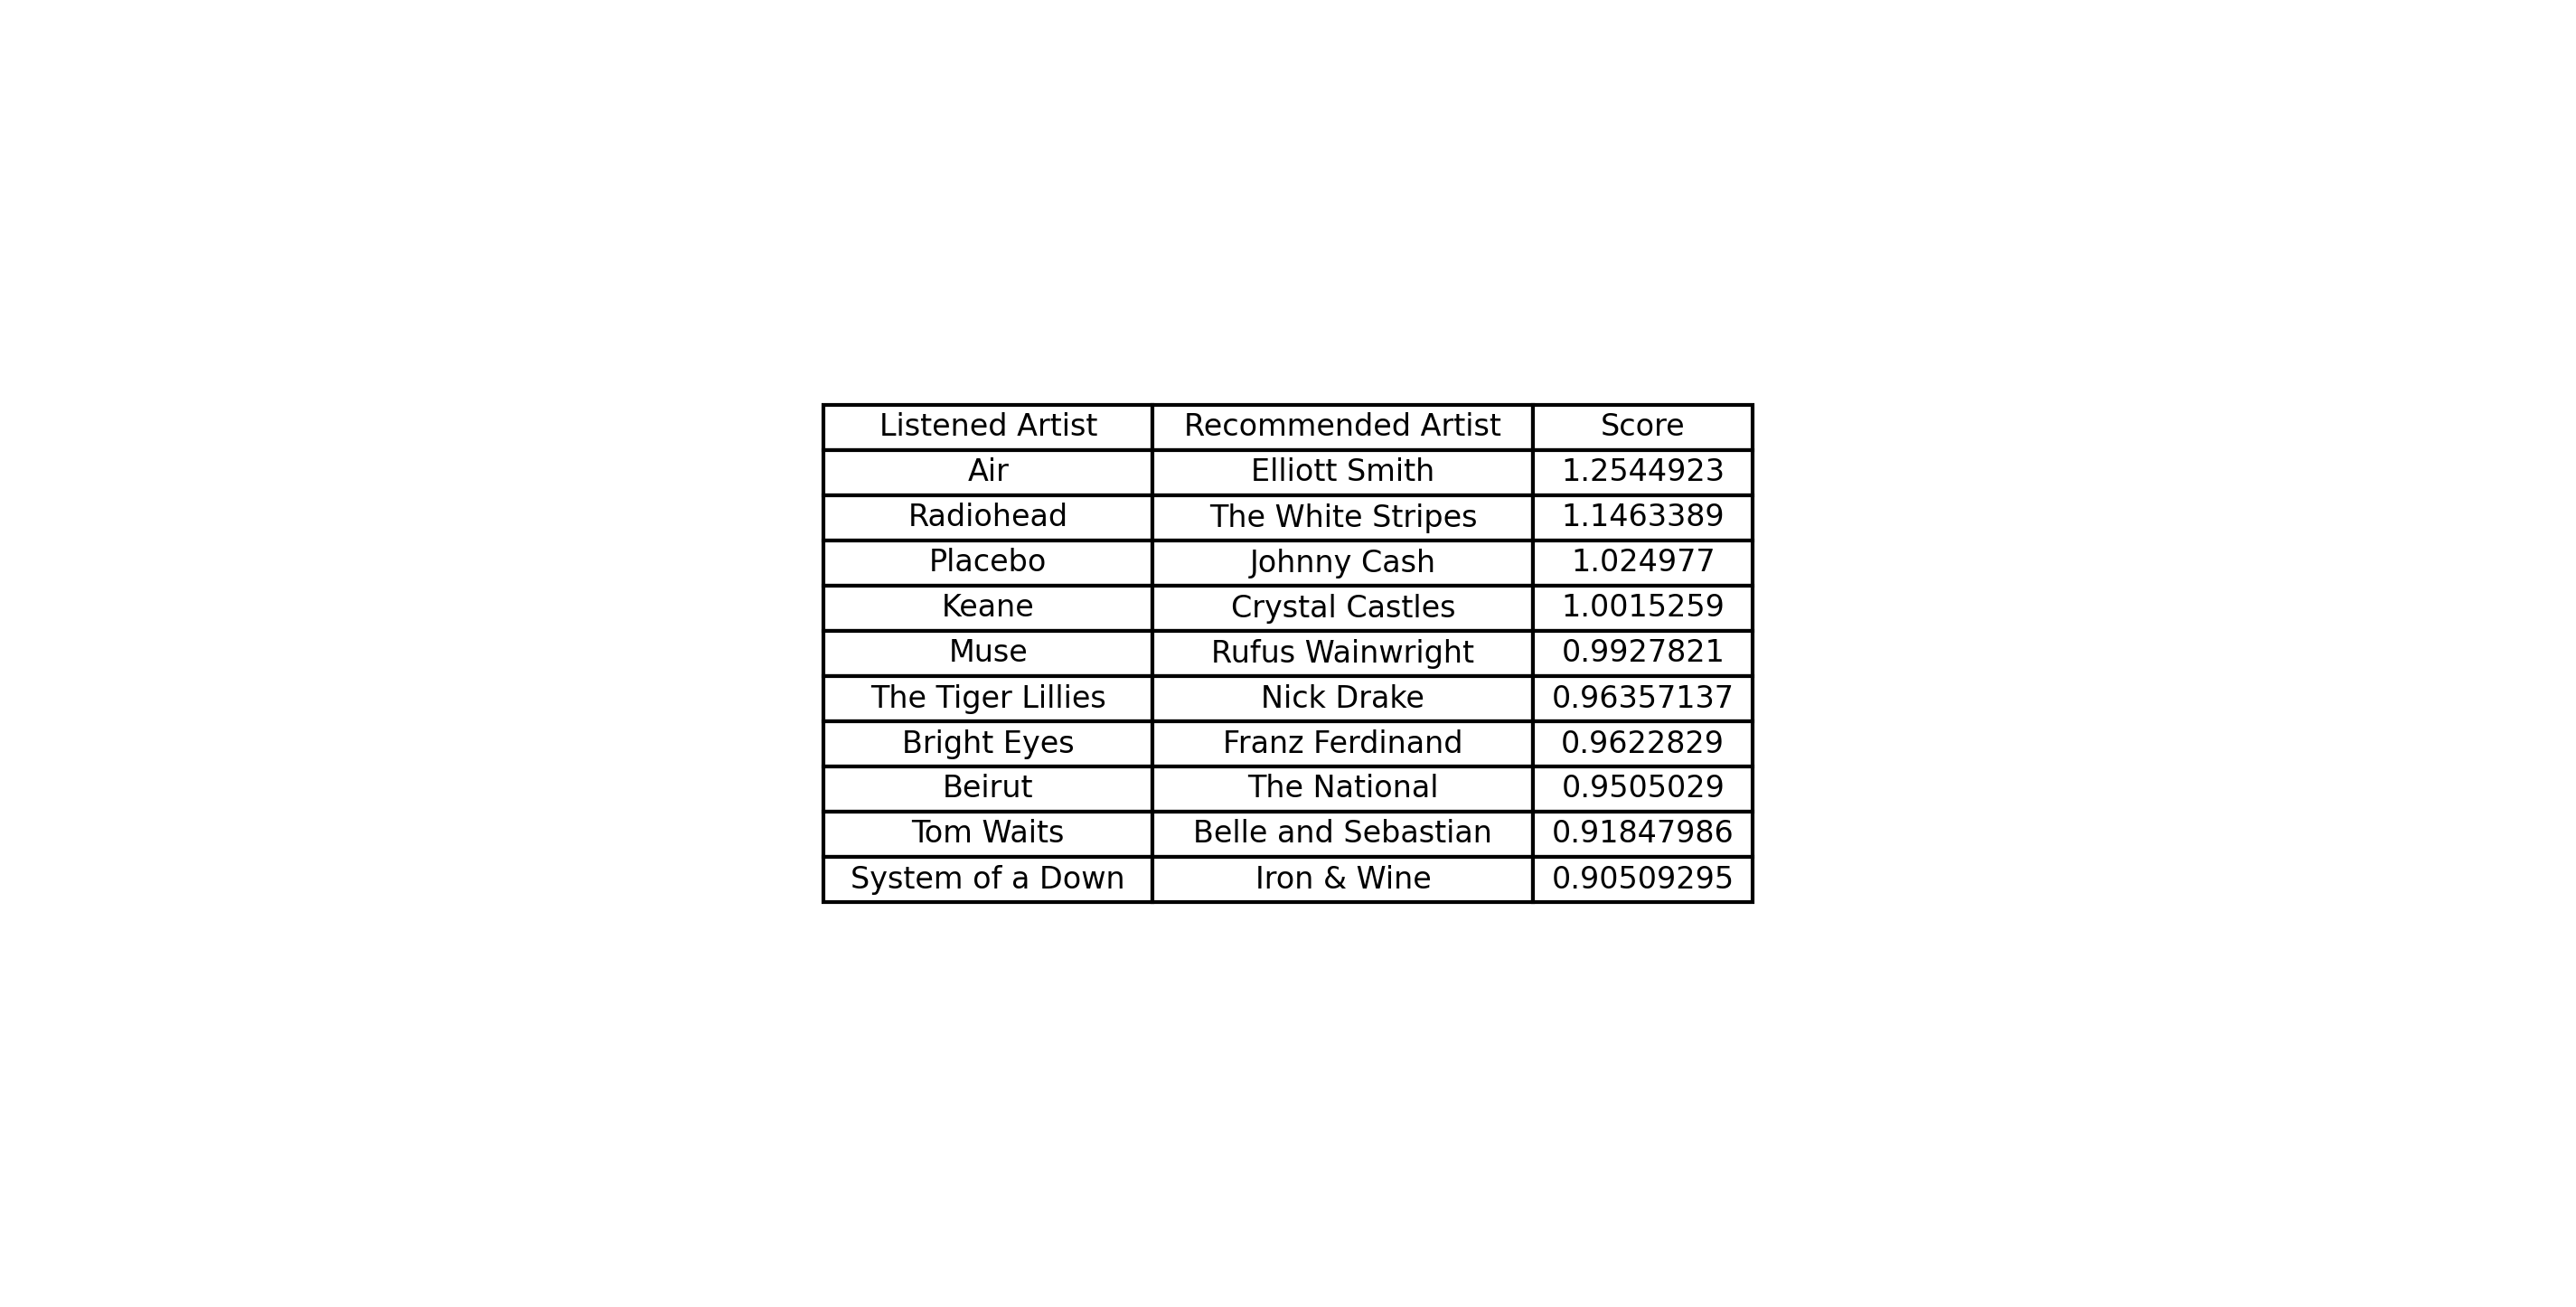 Listened Artist Recommended Artist Score
Air Elliott Smith 1.2544923
Radiohead The White Stripes 1.1463389
Placebo Johnny Cash 1.024977
Keane Crystal Castles 1.0015259
Muse Rufus Wainwright 0.9927821
The Tiger Lillies Nick Drake 0.96357137
Bright Eyes Franz Ferdinand 0.9622829
Beirut The National 0.9505029
Tom Waits Belle and Sebastian 0.91847986
System of a Down Iron & Wine 0.90509295